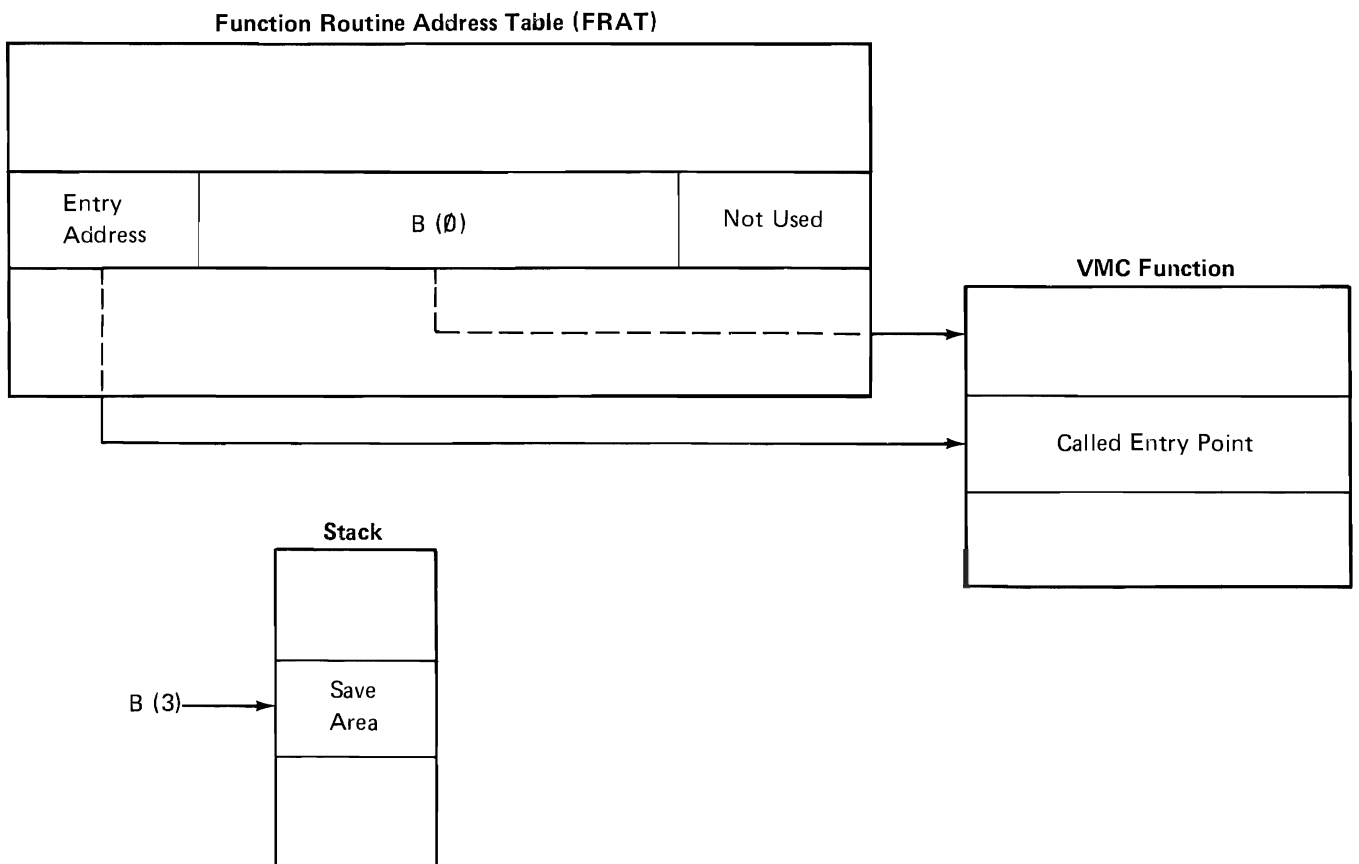 Function Routine Address Table (FRAT)
Entry
Address
B (Ø)
Not Used
VMC Function
Called Entry Point
Stack
B (3)
Save
Area